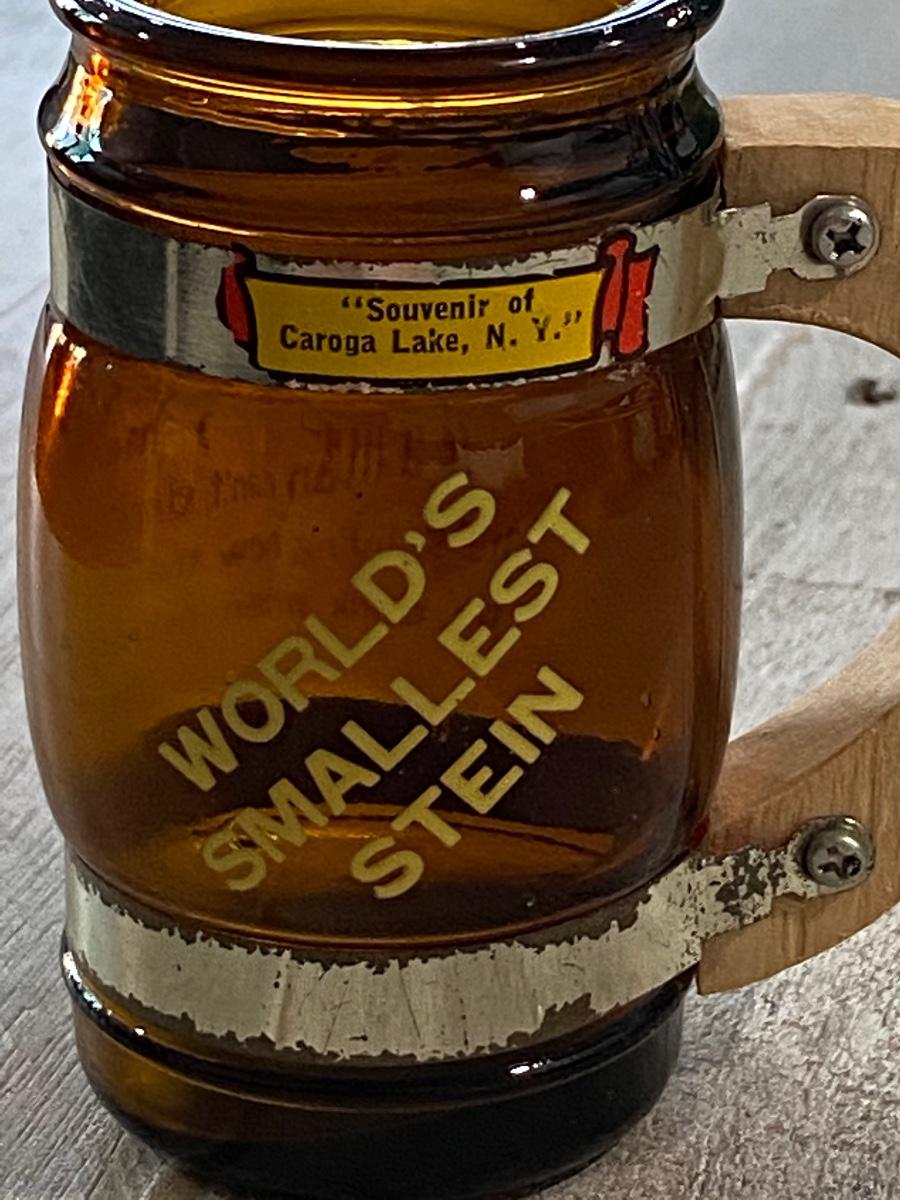 “Souvenir of
Caroga Lake, N. Y.”
WORLD'S
SMALLEST
STEIN